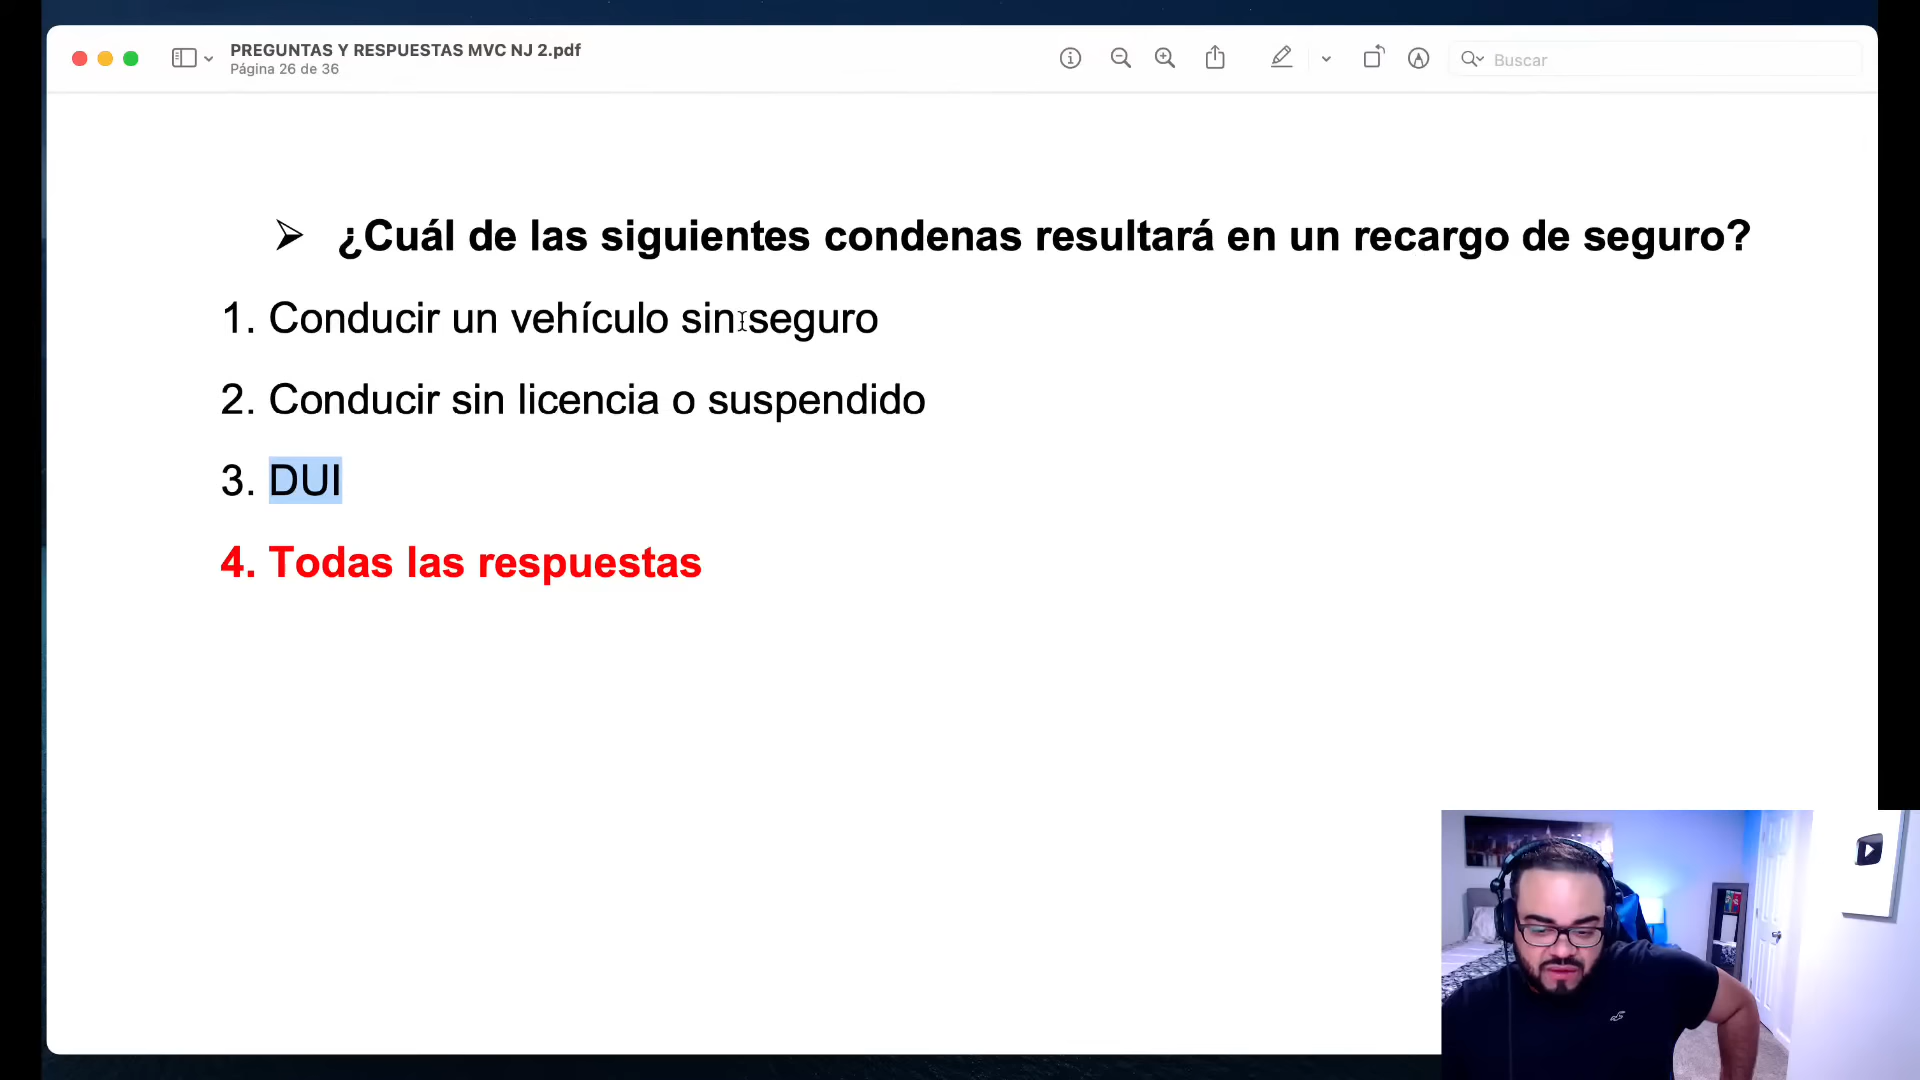 PREGUNTAS Y RESPUESTAS MVC NJ 2.pdf
Página 26 de 36
Buscar
➤ ¿Cuál de las siguientes condenas resultará en un recargo de seguro?
1. Conducir un vehículo sin seguro
2. Conducir sin licencia o suspendido
3. DUI
4. Todas las respuestas